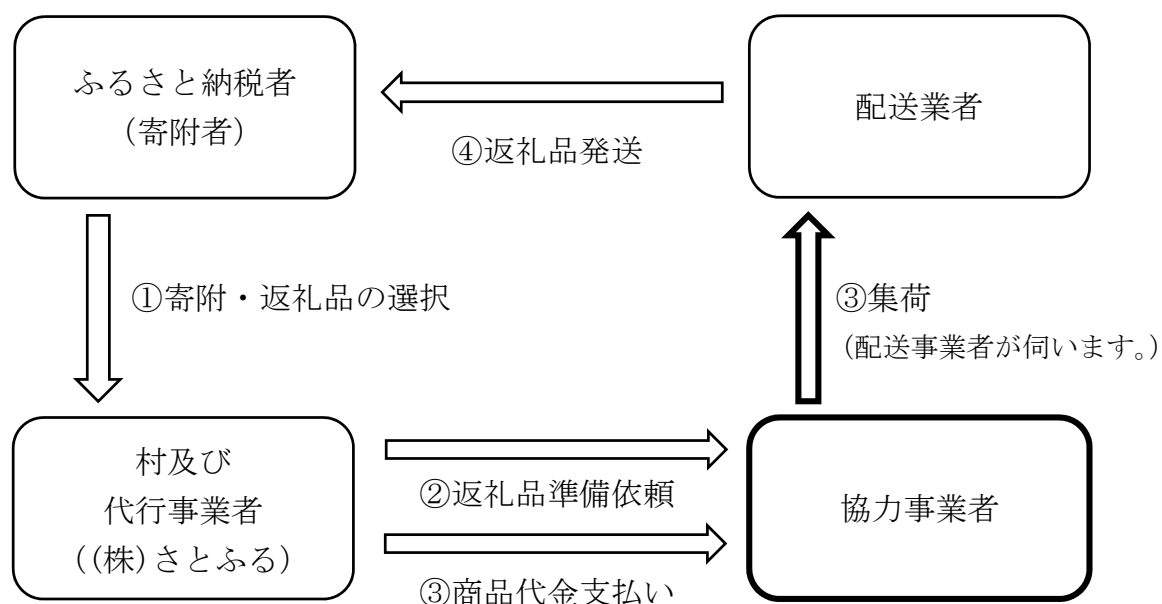 ふるさと納税者
（寄附者）
配送業者
④返礼品発送
①寄附・返礼品の選択
③集荷
（配送事業者が伺います。）
村及び
代行事業者
（(株)さとふる）
②返礼品準備依頼
協力事業者
③商品代金支払い